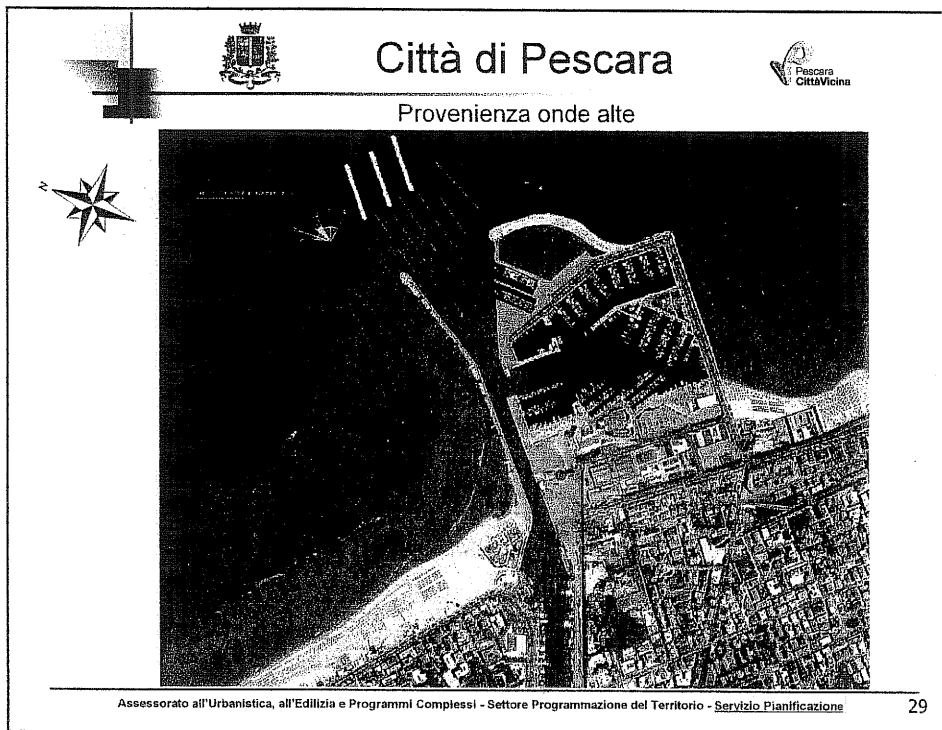 Città di Pescara
Pescara
CittàVicina
Provenienza onde alte
N
Assessorato all'Urbanistica, all'Edilizia e Programmi Complessi - Settore Programmazione del Territorio - Servizio Pianificazione
29